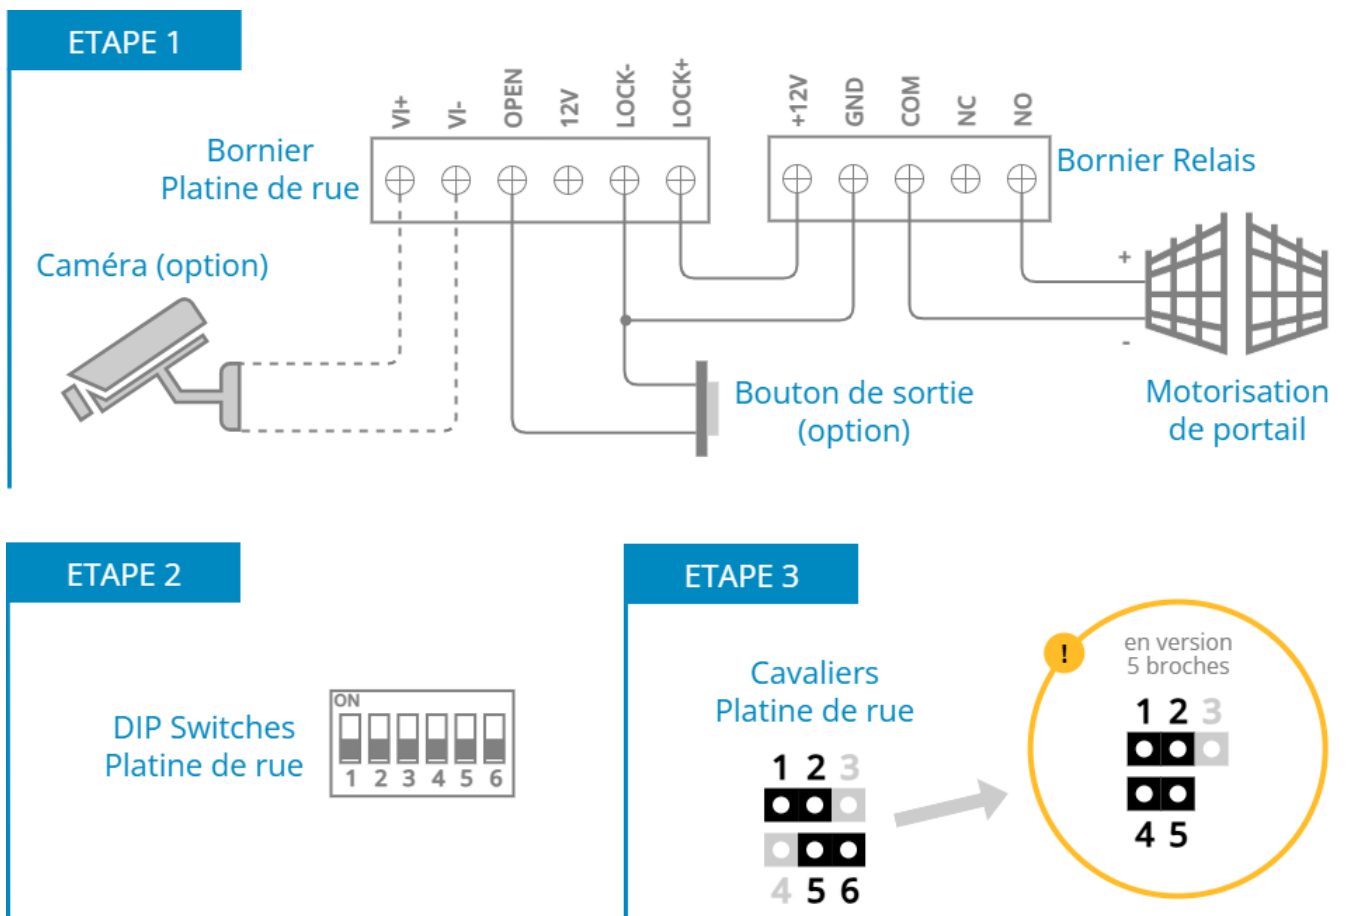 ETAPE 1
VI+
VI-
OPEN
12V
LOCK-
LOCK+
+12V
GND
COM
NC
NO
Bornier
Platine de rue
Bornier Relais
Caméra (option)
+
-
Bouton de sortie
(option)
Motorisation
de portail
ETAPE 2
DIP Switches
Platine de rue
ON
1 2 3 4 5 6
ETAPE 3
Cavaliers
Platine de rue
1 2 3
4 5 6
!
en version
5 broches
1 2 3
4 5